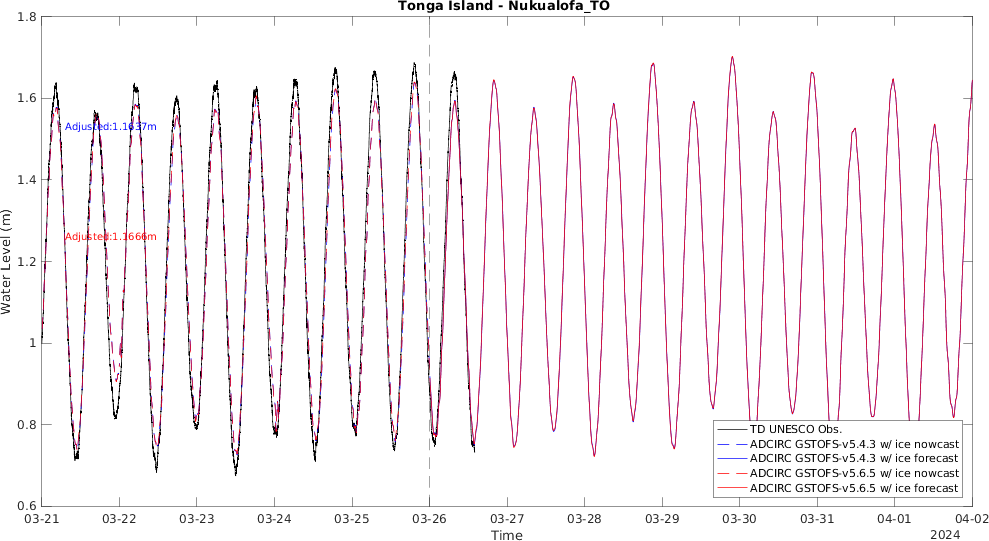 Tonga Island - Nukualofa_TO
Water Level (m)
1.8
1.6
1.4
1.2
1
0.8
0.6
Adjusted:1.1637m
Adjusted:1.1666m
TD UNESCO Obs.
ADCIRC GSTOFS-v5.4.3 w/ ice nowcast
ADCIRC GSTOFS-v5.4.3 w/ ice forecast
ADCIRC GSTOFS-v5.6.5 w/ ice nowcast
ADCIRC GSTOFS-v5.6.5 w/ ice forecast
03-21 03-22 03-23 03-24 03-25 03-26 03-27 03-28 03-29 03-30 03-31 04-01 04-02
Time
2024